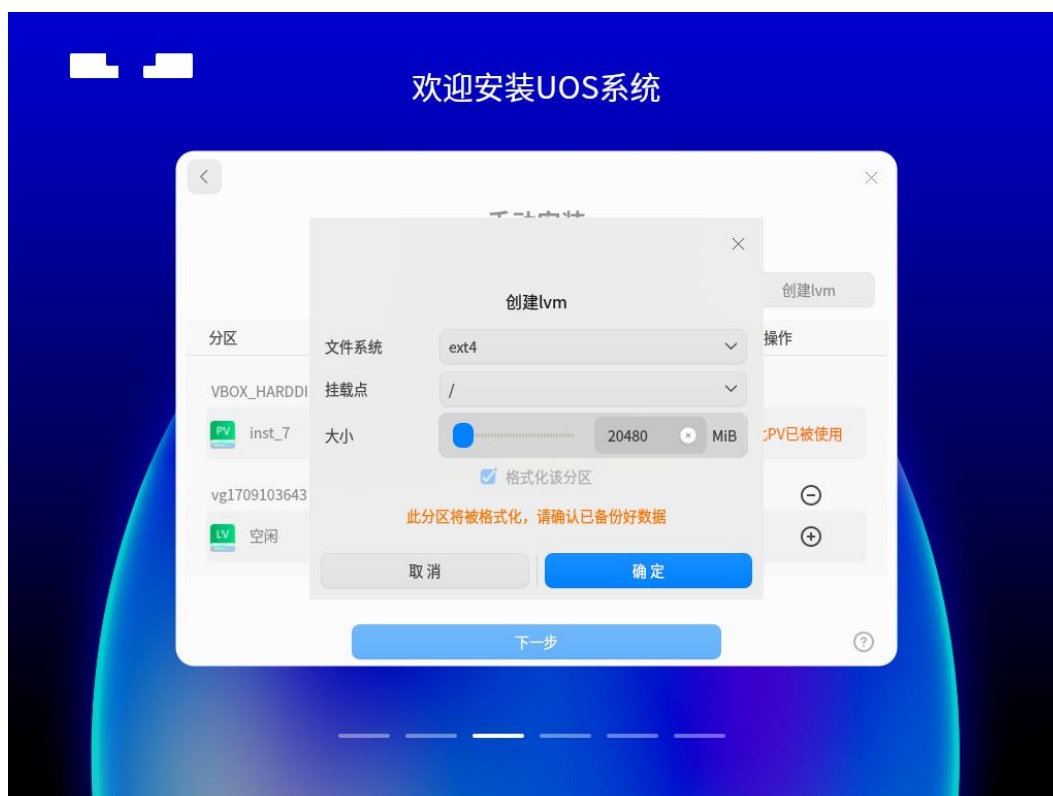 欢迎安装UOS系统
创建lvm
创建lvm
分区
操作
文件系统
ext4
挂载点
/
VBOX_HARDDI
PV
inst_7
大小
20480
MiB
PV已被使用
格式化该分区
vg1709103643
此分区将被格式化，请确认已备份好数据
LV
空闲
取消
确定
下一步